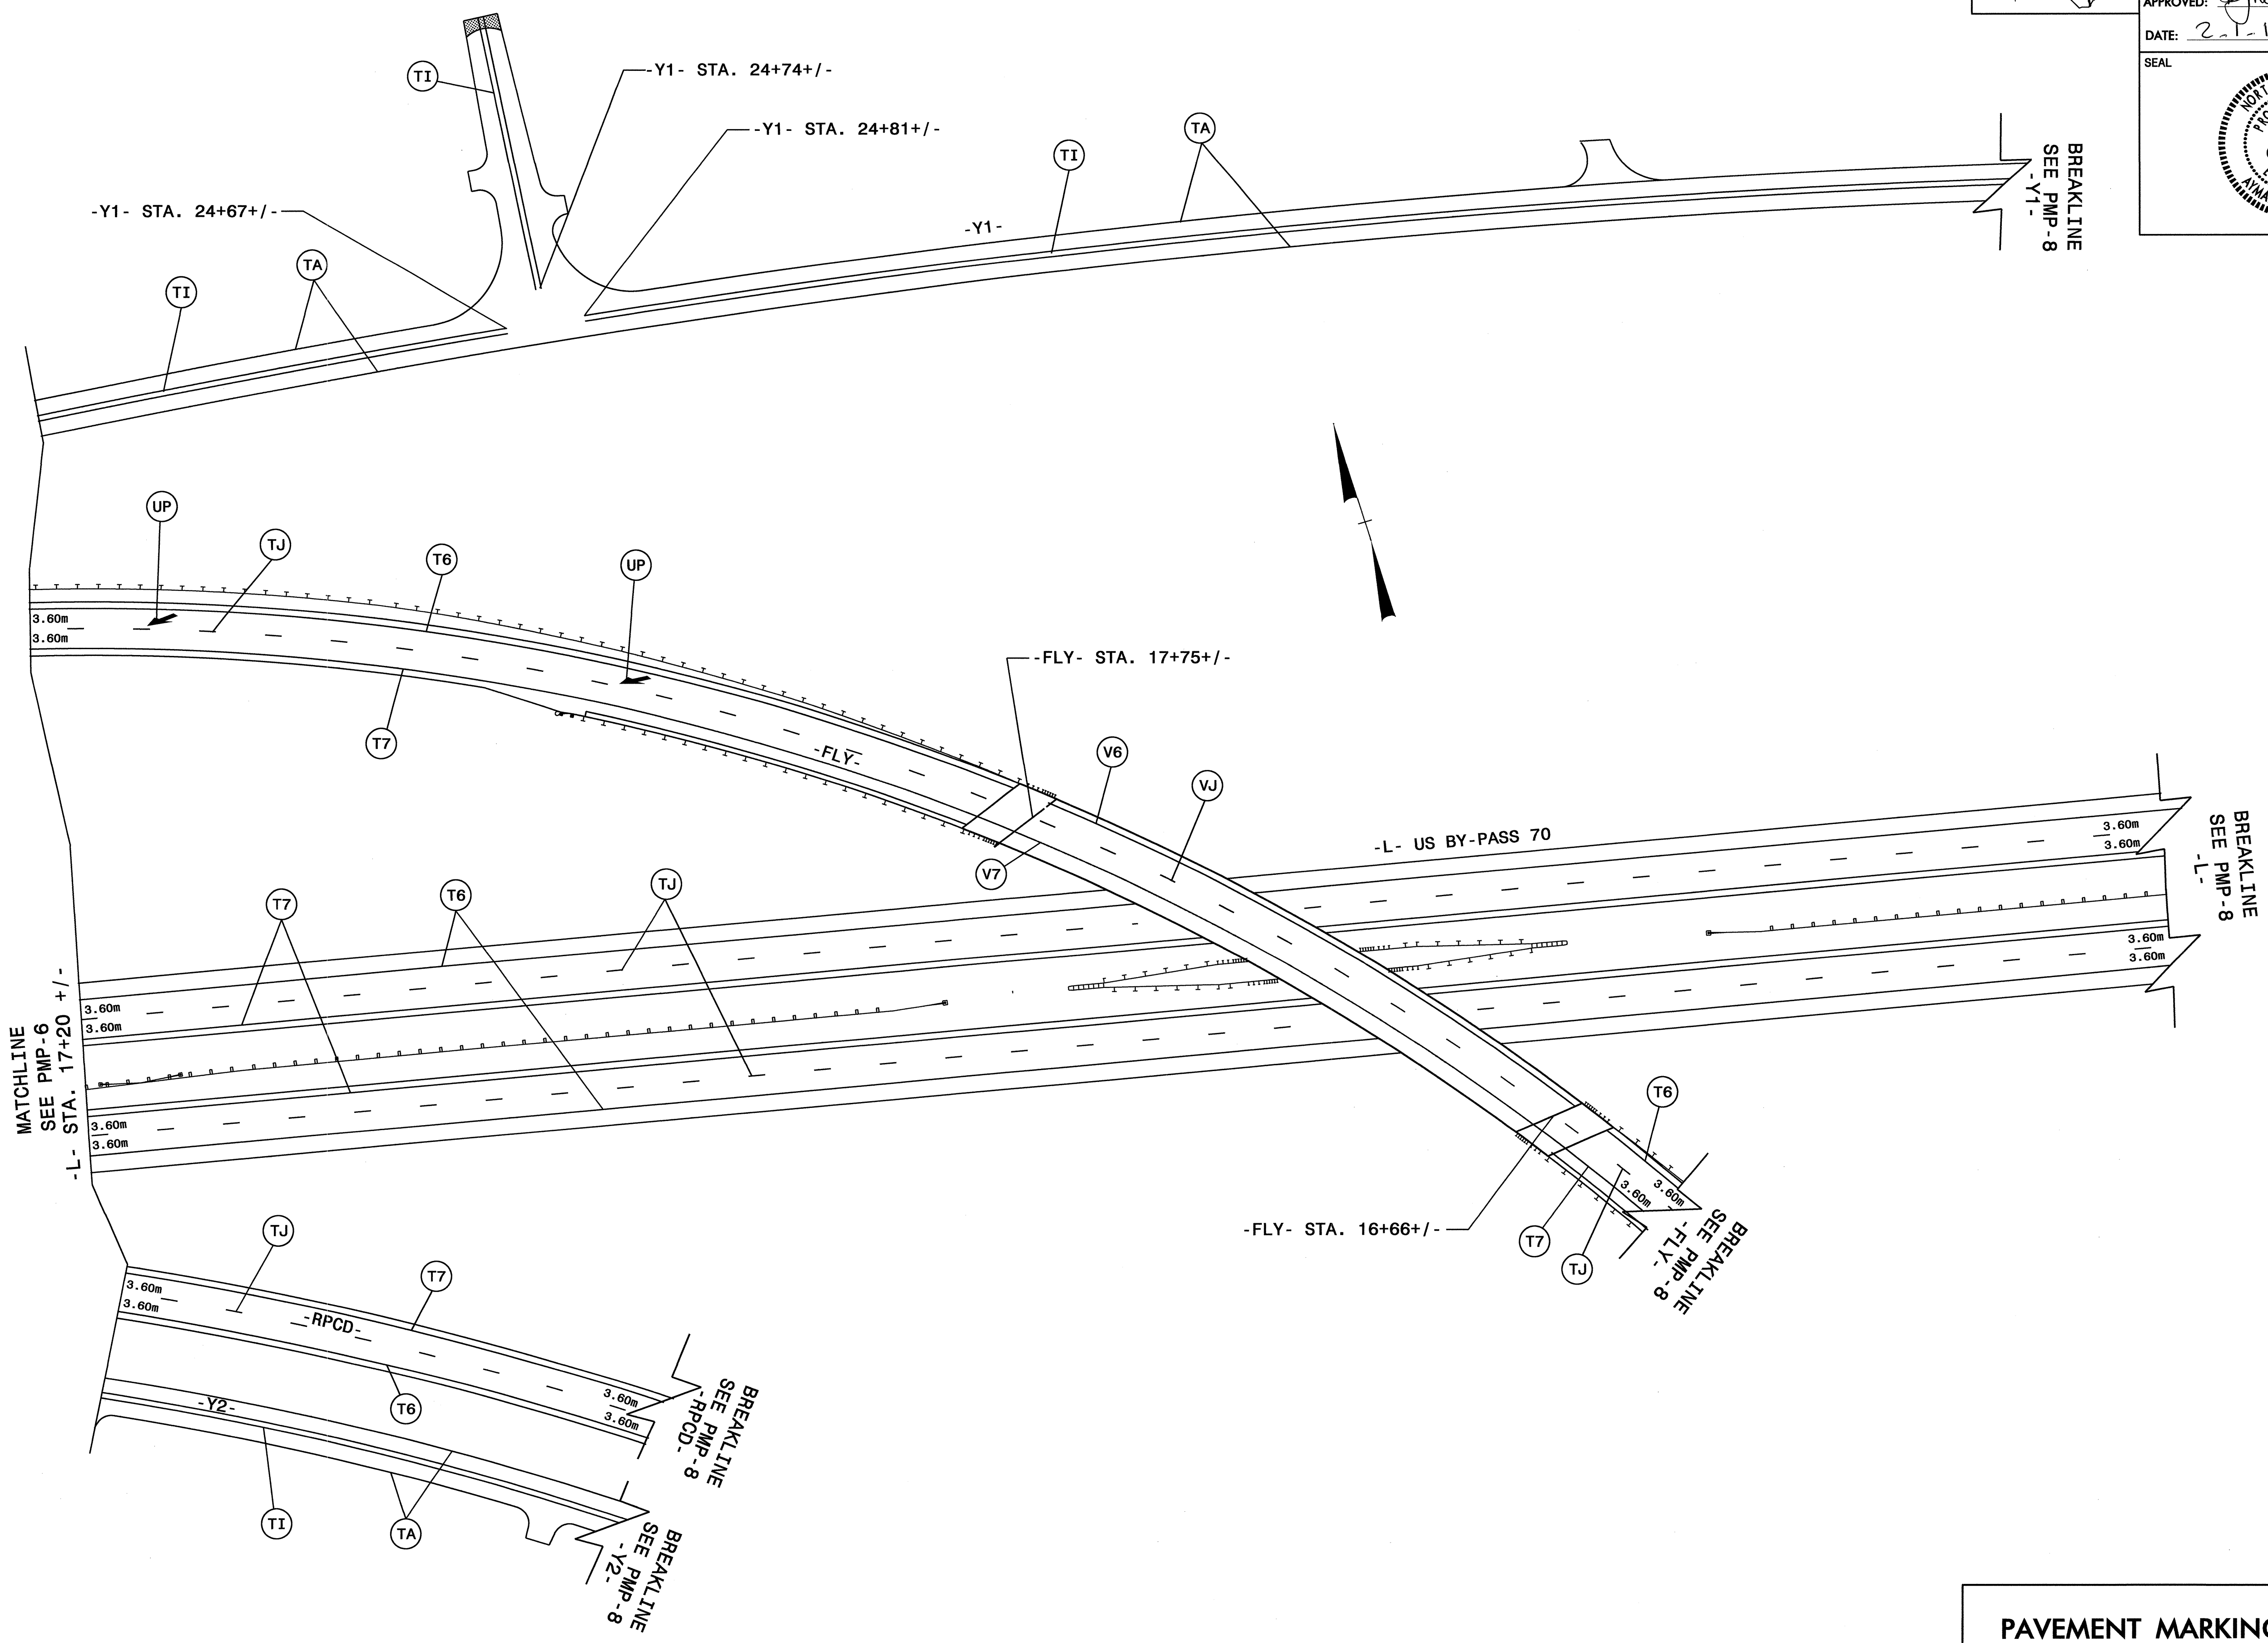 APPROVED:
DATE: 2-1-1
SEAL
TI
-Y1- STA. 24+74+/-
-Y1- STA. 24+81+/-
TA
TI
-Y1- STA. 24+67+/-
-Y1-
TA
TI
BREAKLINE
SEE PMP-8
-Y1-
UP
TJ
T6
UP
3.60m
3.60m
T7
-FLY-
-FLY- STA. 17+75+/-
V6
VJ
V7
-L- US BY-PASS 70
3.60m
3.60m
BREAKLINE
SEE PMP-8
-L-
3.60m
3.60m
T7
T6
TJ
3.60m
3.60m
3.60m
3.60m
MATCHLINE
SEE PMP-6
-L- STA. 17+20 +/-
T6
3.60m
3.60m
-FLY- STA. 16+66+/-
T7
TJ
BREAKLINE
SEE PMP-8
-FLY-
TJ
T7
3.60m
3.60m
-RPCD-
T6
3.60m
3.60m
BREAKLINE
SEE PMP-8
-RPCD-
-Y2-
TI
TA
BREAKLINE
SEE PMP-8
-Y2-
PAVEMENT MARKING